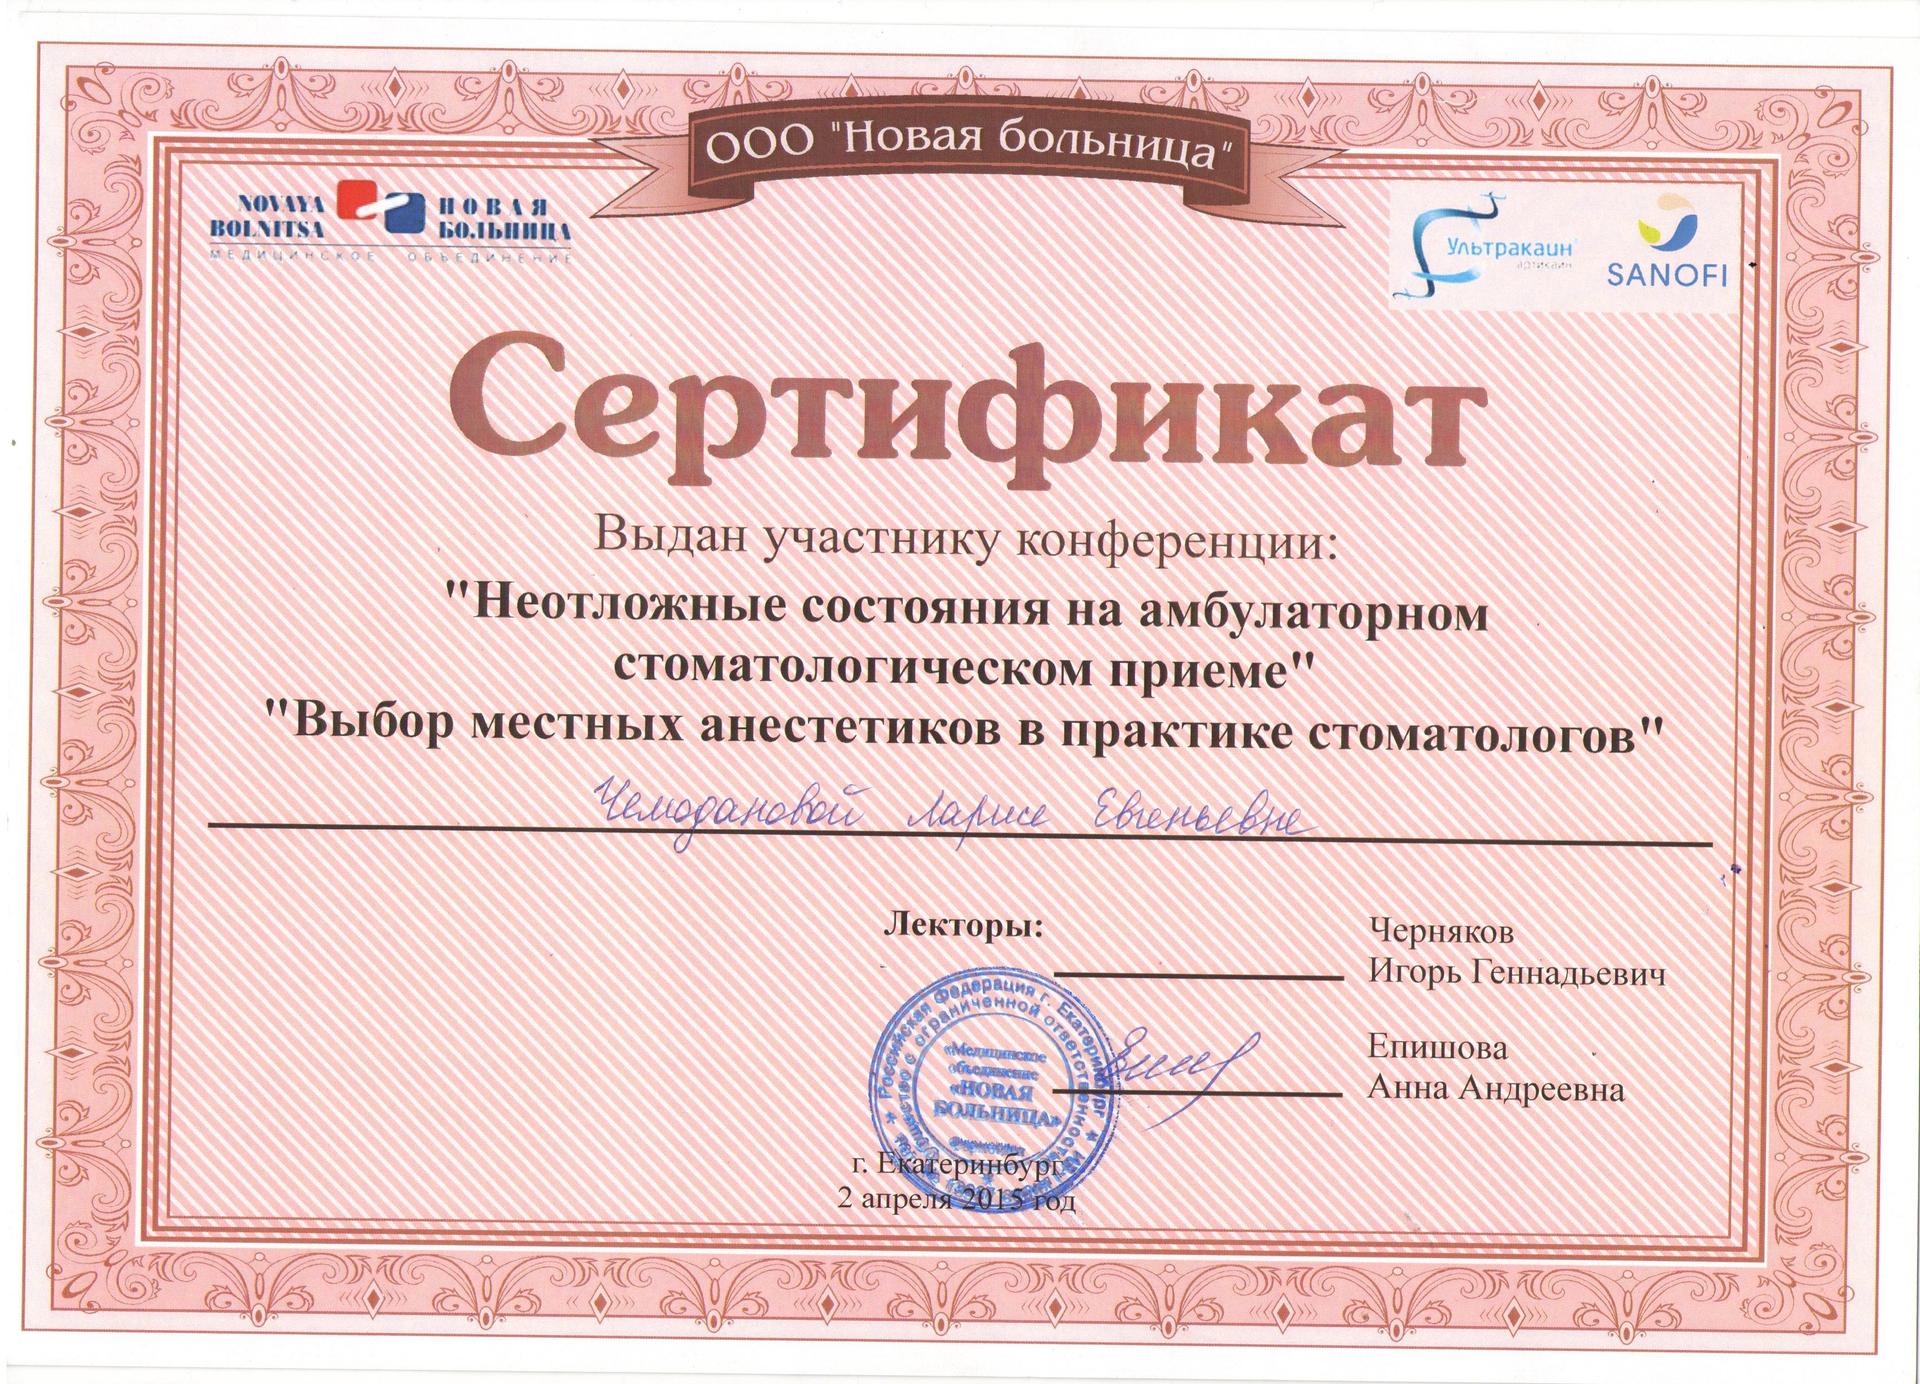 ООО "Новая больница"
NOVAYA
BOLNITSA
НОВАЯ
БОЛЬНИЦА
МЕДИЦИНСКОЕ ОБЪЕДИНЕНИЕ
Ультракаин
артикаин
SANOFI
Сертификат
Выдан участнику конференции:
"Неотложные состояния на амбулаторном
стоматологическом приеме"
"Выбор местных анестетиков в практике стоматологов"
Чемодановой Ларисе Евгеньевне
Лекторы:
Черняков
Игорь Геннадьевич
Епишова
Анна Андреевна
Российская Федерация г. Екатеринбург
Общество с ограниченной ответственностью
«Медицинское
объединение
«НОВАЯ
БОЛЬНИЦА»
г. Екатеринбург
2 апреля 2015 год